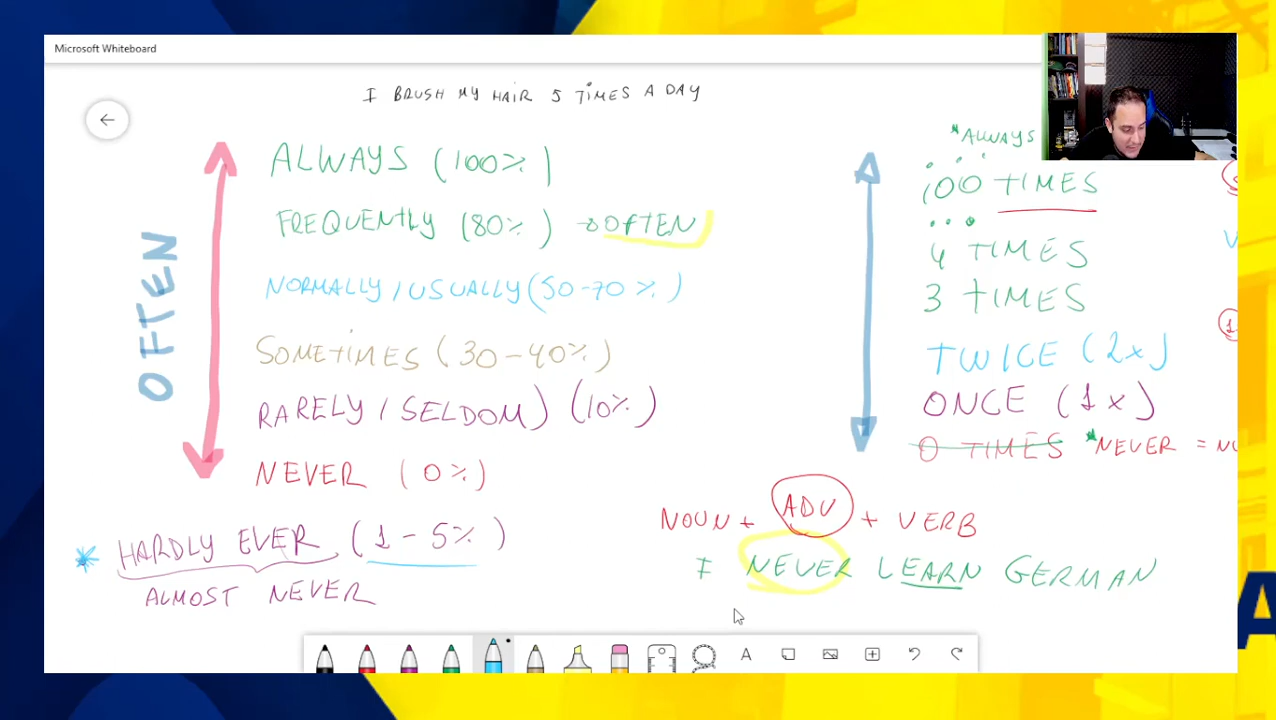 Microsoft Whiteboard
I BRUSH MY HAIR 5 TIMES A DAY
OFTEN
ALWAYS (100%)
FREQUENTLY (80%) → OFTEN
NORMALLY / USUALLY (50-70%)
SOMETIMES (30-40%)
RARELY / SELDOM) (10%)
NEVER (0%)
* HARDLY EVER (1-5%)
ALMOST NEVER
*ALWAYS
100 TIMES
4 TIMES
3 TIMES
TWICE (2x)
ONCE (1x)
0 TIMES *NEVER =
NOUN + ADV + VERB
I NEVER LEARN GERMAN
A